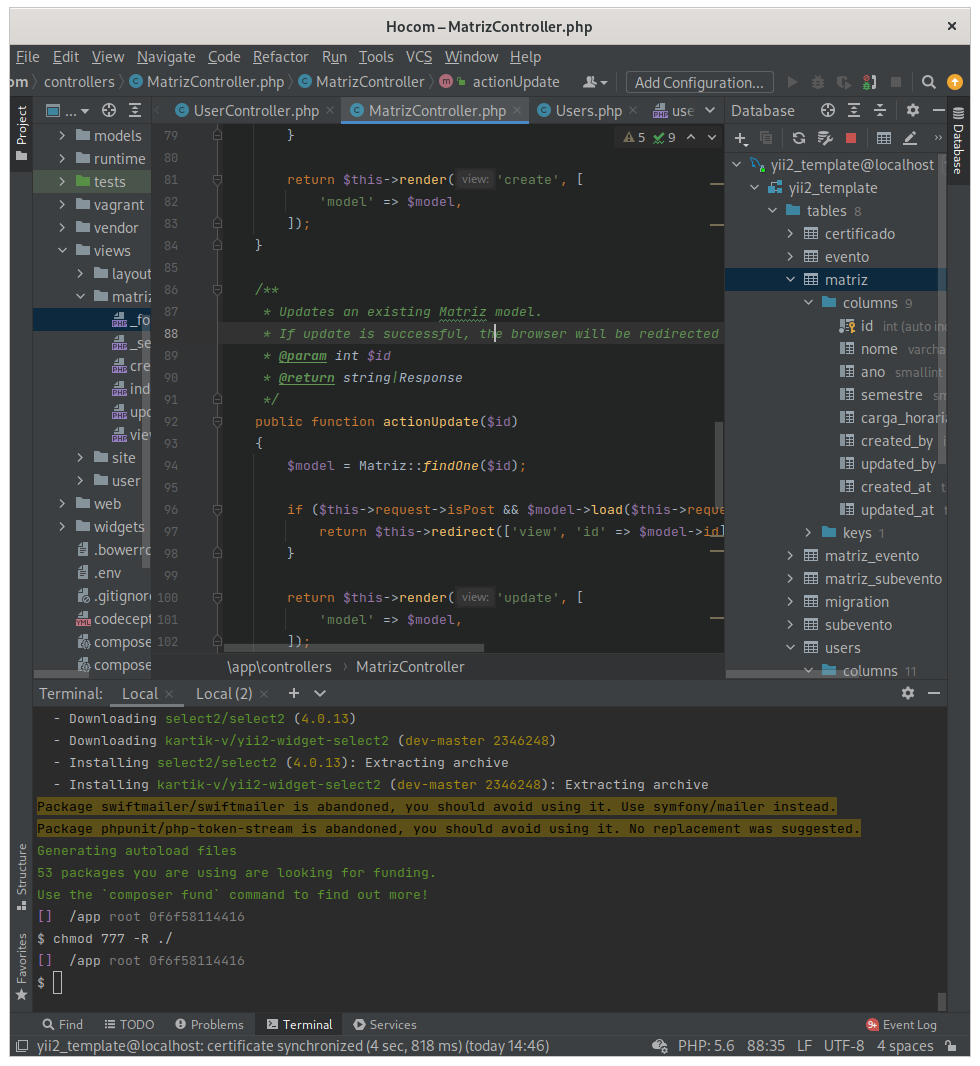 Hocom – MatrizController.php
File Edit View Navigate Code Refactor Run Tools VCS Window Help
om controllers MatrizController.php MatrizController actionUpdate Add Configuration...
Project
...
UserController.php MatrizController.php Users.php use
Database
Database
models
runtime
tests
vagrant
vendor
views
layout
matriz
_fo
_se
cre
ind
upd
view
site
user
web
widgets
.bowerrc
.env
.gitignore
codecept
compose
compose
5 9
79 }
80
81 return $this->render( view: 'create', [
82 'model' => $model,
83 ]);
84 }
85
86 /**
87 * Updates an existing Matriz model.
88 * If update is successful, the browser will be redirected
89 * @param int $id
90 * @return string|Response
91 */
92 public function actionUpdate($id)
93 {
94 $model = Matriz::findOne($id);
95
96 if ($this->request->isPost && $model->load($this->reque
97 return $this->redirect(['view', 'id' => $model->id]
98 }
99
100 return $this->render( view: 'update', [
101 'model' => $model,
102 ]);
\app\controllers MatrizController
yii2_template@localhost
yii2_template
tables 8
certificado
evento
matriz
columns 9
id int (auto inc
nome varcha
ano smallint
semestre sm
carga_horari
created_by i
updated_by
created_at t
updated_at t
keys 1
matriz_evento
matriz_subevento
migration
subevento
users
columns 11
Terminal: Local Local (2)
- Downloading select2/select2 (4.0.13)
- Downloading kartik-v/yii2-widget-select2 (dev-master 2346248)
- Installing select2/select2 (4.0.13): Extracting archive
- Installing kartik-v/yii2-widget-select2 (dev-master 2346248): Extracting archive
Package swiftmailer/swiftmailer is abandoned, you should avoid using it. Use symfony/mailer instead.
Package phpunit/php-token-stream is abandoned, you should avoid using it. No replacement was suggested.
Generating autoload files
53 packages you are using are looking for funding.
Use the `composer fund` command to find out more!
[] /app root 0f6f58114416
$ chmod 777 -R ./
[] /app root 0f6f58114416
$
Structure
Favorites
Find TODO Problems Terminal Services 9+ Event Log
yii2_template@localhost: certificate synchronized (4 sec, 818 ms) (today 14:46) PHP: 5.6 88:35 LF UTF-8 4 spaces